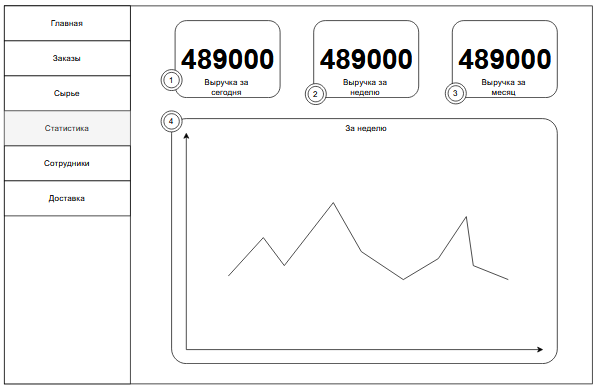 Главная
Заказы
Сырье
Статистика
Сотрудники
Доставка
489000
Выручка за
сегодня
1
489000
Выручка за
неделю
2
489000
Выручка за
месяц
3
4
За неделю